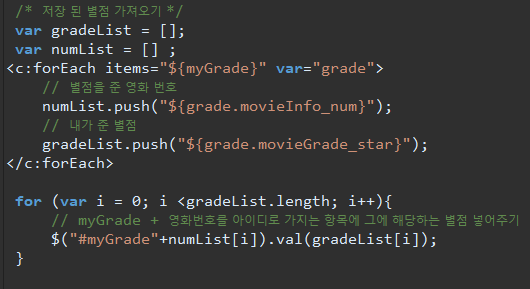 /* 저장 된 별점 가져오기 */
var gradeList = [];
var numList = [] ;
<c:forEach items="${myGrade}" var="grade">
// 별점을 준 영화 번호
numList.push("${grade.movieInfo_num}");
// 내가 준 별점
gradeList.push("${grade.movieGrade_star}");
</c:forEach>
for (var i = 0; i <gradeList.length; i++){
// myGrade + 영화번호를 아이디로 가지는 항목에 그에 해당하는 별점 넣어주기
$("#myGrade"+numList[i]).val(gradeList[i]);
}